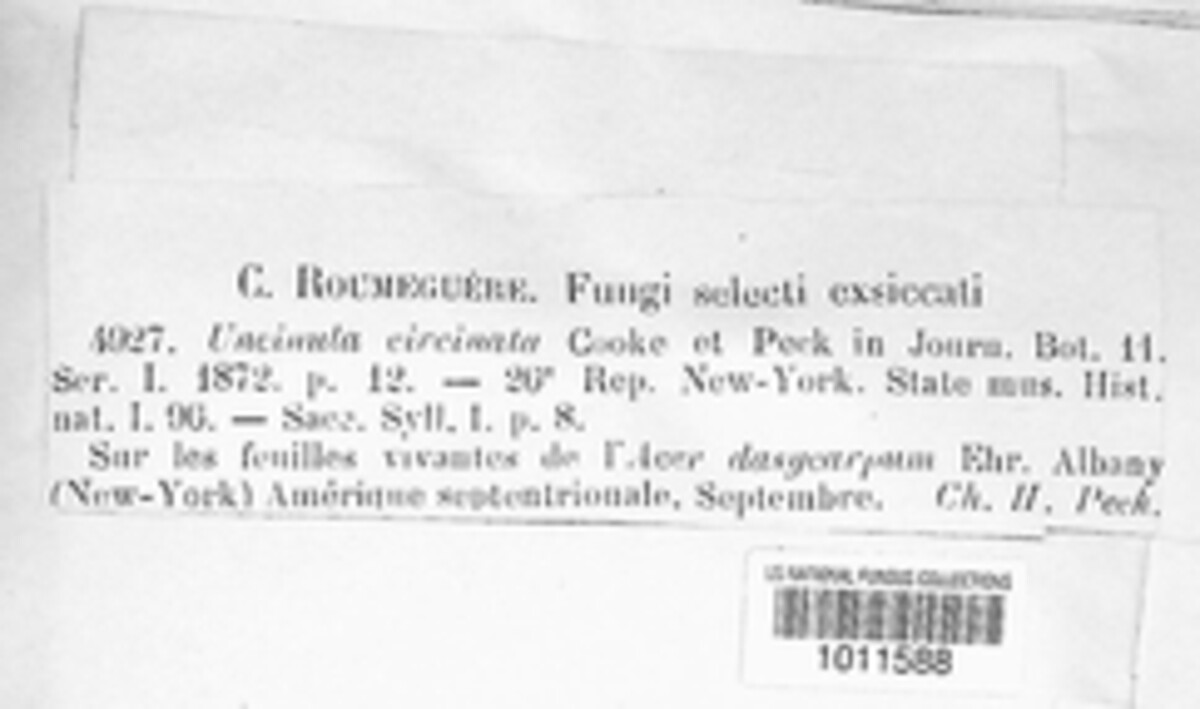 C. ROUMEGUÈRE. Fungi selecti exsiccati
4927. Uncinula circinata Cooke et Peck in Journ. Bot. 11.
Ser. I. 1872. p. 12. — 26e Rep. New-York. State mus. Hist.
nat. I. 96. — Sacc. Syll. I. p. 8.
Sur les feuilles vivantes de l'Acer dasycarpum Ehr. Albany
(New-York) Amérique septentrionale. Septembre. Ch. H. Peck.
US NATIONAL FUNGUS COLLECTIONS
1011588